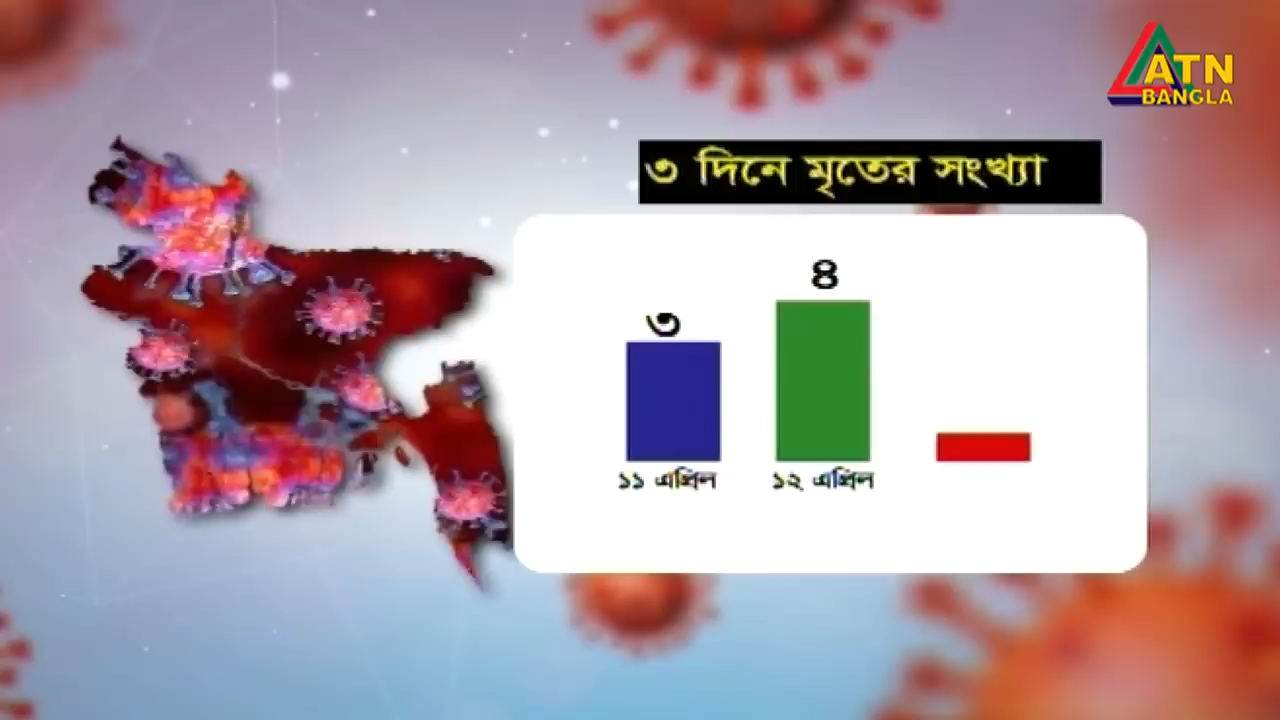 ATN
BANGLA
৩ দিনে মৃতের সংখ্যা
৩
৪
১১ এপ্রিল
১২ এপ্রিল